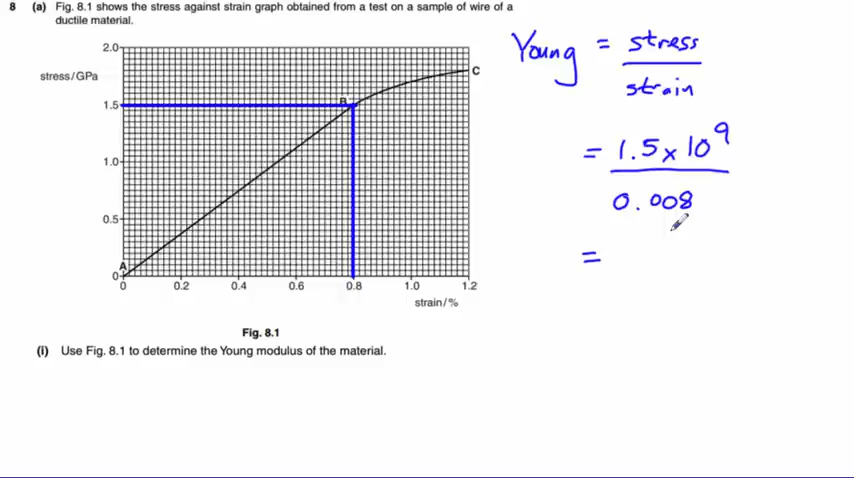 8 (a) Fig. 8.1 shows the stress against strain graph obtained from a test on a sample of wire of a
ductile material.
2.0
stress/GPa
1.5
1.0
0.5
0
A
B
C
0 0.2 0.4 0.6 0.8 1.0 1.2
strain/%
Fig. 8.1
(i) Use Fig. 8.1 to determine the Young modulus of the material.
Young = stress
strain
= 1.5 x 10^9
0.008
=